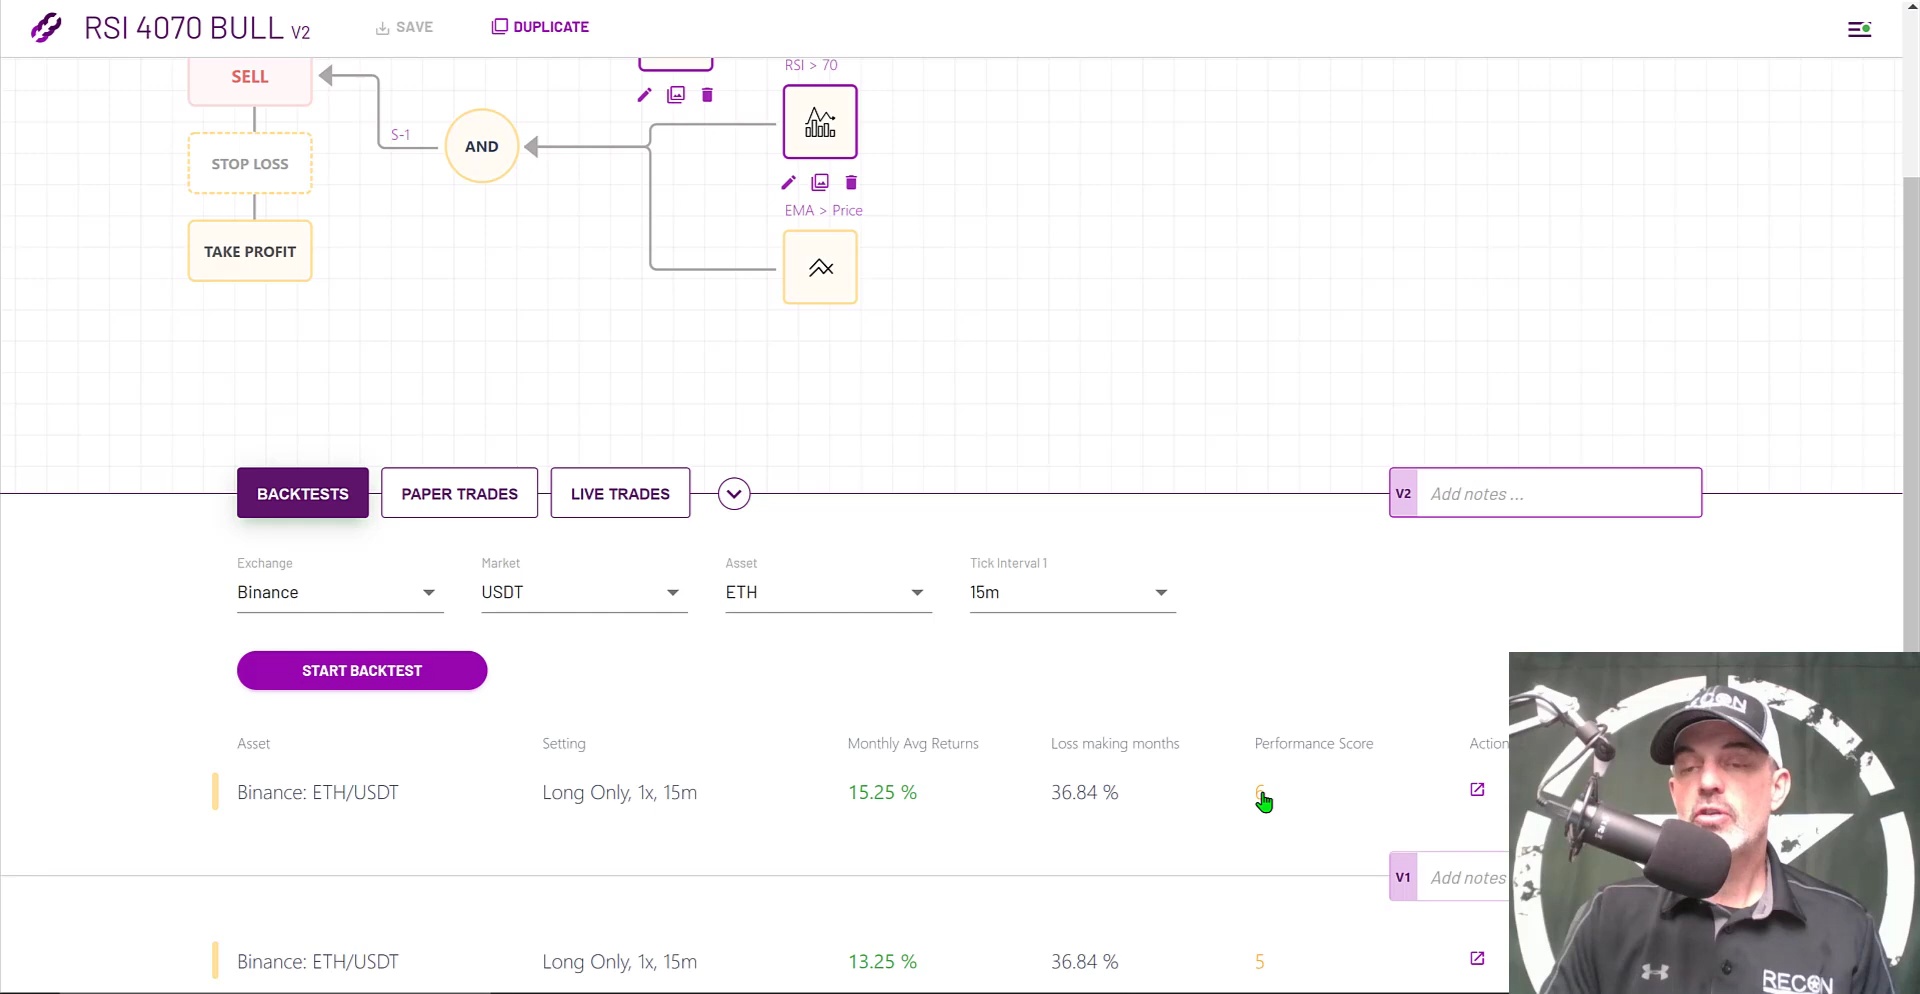 RSI 4070 BULL V2
SAVE
DUPLICATE
SELL
RSI > 70
S-1
AND
STOP LOSS
EMA > Price
TAKE PROFIT
BACKTESTS
PAPER TRADES
LIVE TRADES
V2
Add notes ...
Exchange
Market
Asset
Tick Interval 1
Binance
USDT
ETH
15m
START BACKTEST
Asset
Setting
Monthly Avg Returns
Loss making months
Performance Score
Action
Binance: ETH/USDT
Long Only, 1x, 15m
15.25 %
36.84 %
V1
Add notes
Binance: ETH/USDT
Long Only, 1x, 15m
13.25 %
36.84 %
5
RECON